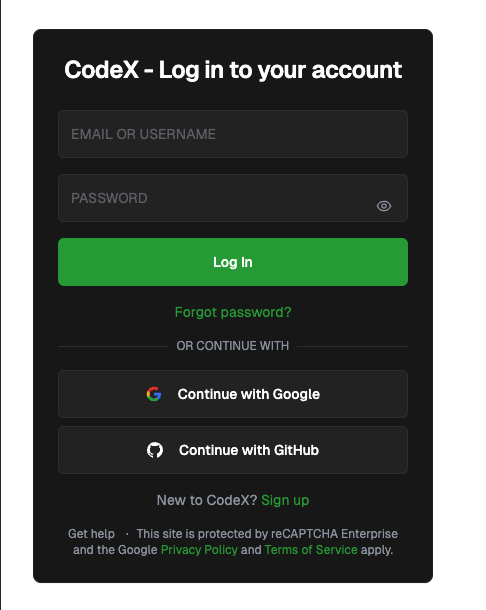 CodeX - Log in to your account
EMAIL OR USERNAME
PASSWORD
Log In
Forgot password?
OR CONTINUE WITH
Continue with Google
Continue with GitHub
New to CodeX? Sign up
Get help · This site is protected by reCAPTCHA Enterprise
and the Google Privacy Policy and Terms of Service apply.